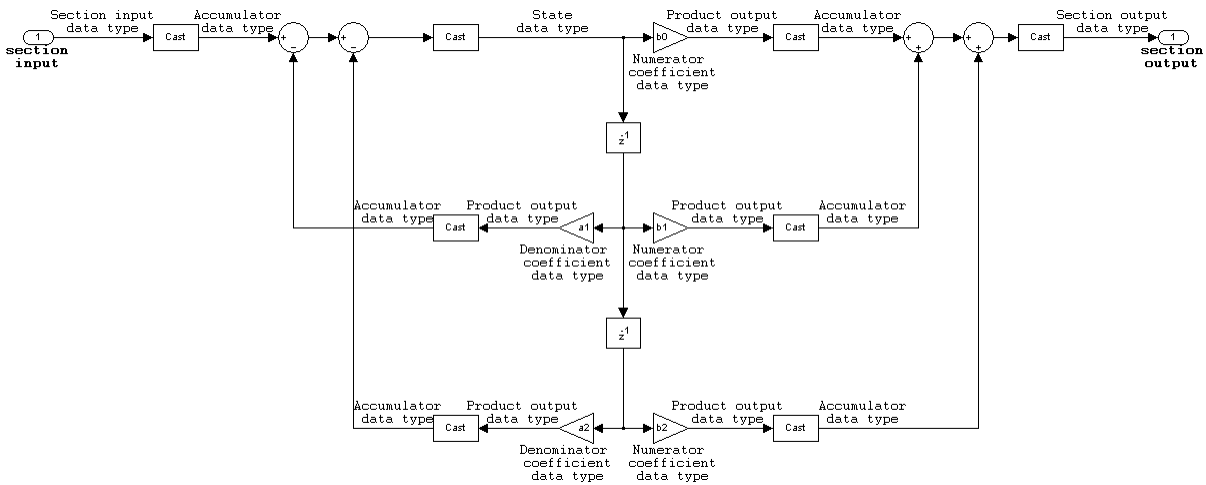 Section input
data type
Accumulator
data type
State
data type
Product output
data type
Accumulator
data type
Section output
data type
1
section
input
Cast
+
−
+
−
Cast
b0
Cast
+
+
+
+
Cast
1
section
output
Numerator
coefficient
data type
z-1
Accumulator
data type
Product output
data type
Product output
data type
Accumulator
data type
Cast
a1
b1
Cast
Denominator
coefficient
data type
Numerator
coefficient
data type
z-1
Accumulator
data type
Product output
data type
Product output
data type
Accumulator
data type
Cast
a2
b2
Cast
Denominator
coefficient
data type
Numerator
coefficient
data type